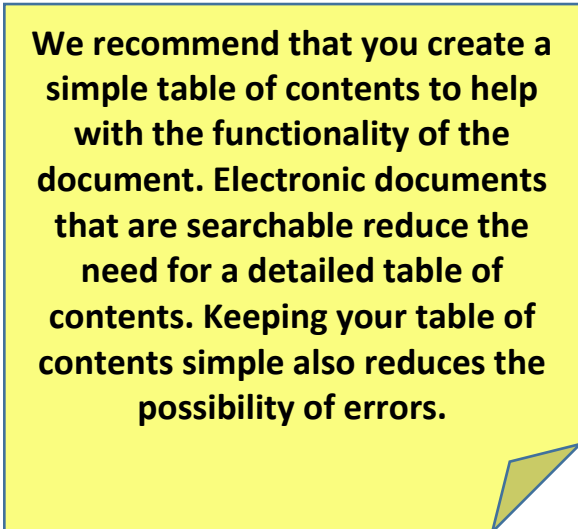 We recommend that you create a
simple table of contents to help
with the functionality of the
document. Electronic documents
that are searchable reduce the
need for a detailed table of
contents. Keeping your table of
contents simple also reduces the
possibility of errors.